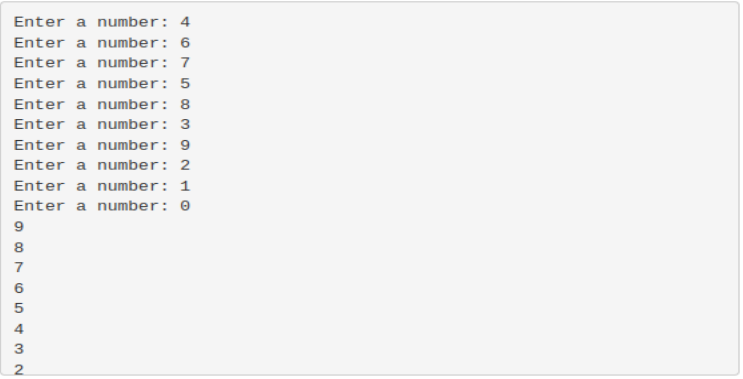 Enter a number: 4
Enter a number: 6
Enter a number: 7
Enter a number: 5
Enter a number: 8
Enter a number: 3
Enter a number: 9
Enter a number: 2
Enter a number: 1
Enter a number: 0
9
8
7
6
5
4
3
2